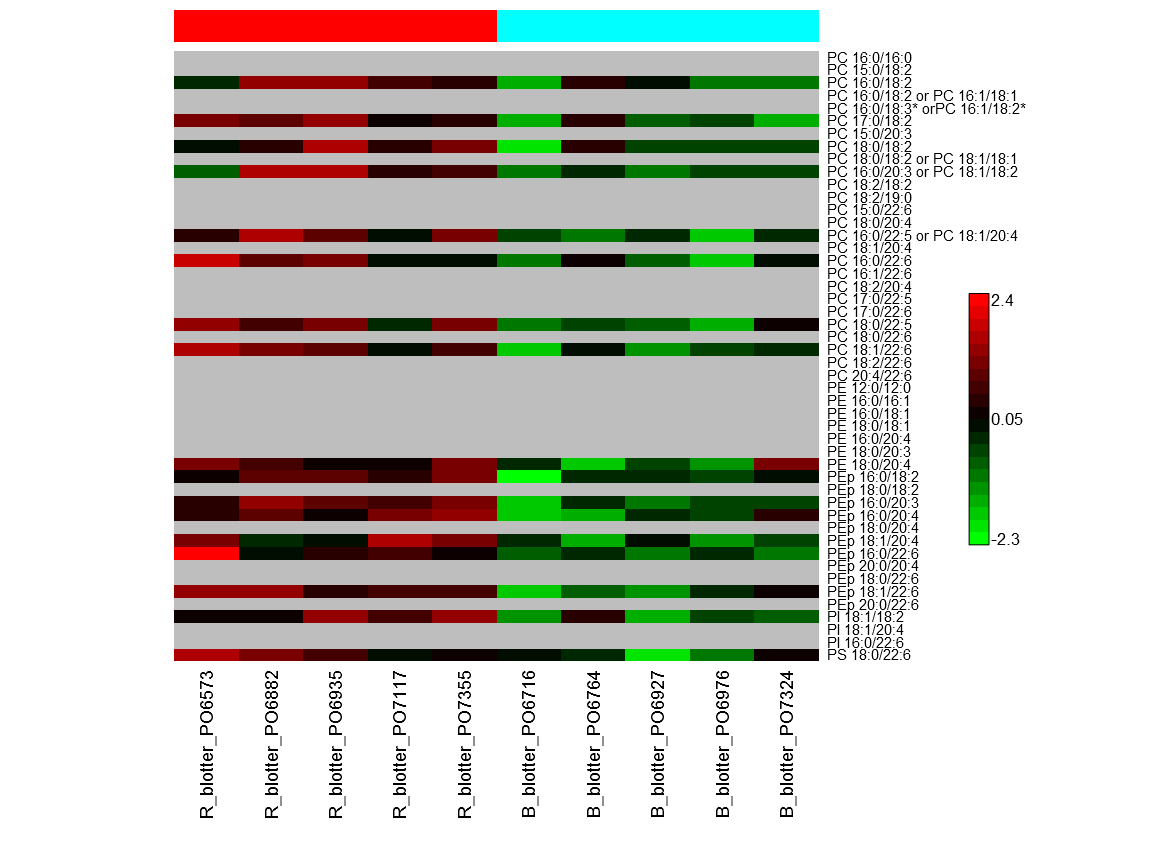 PC 16:0/16:0
PC 15:0/18:2
PC 16:0/18:2
PC 16:0/18:2 or PC 16:1/18:1
PC 16:0/18:3* orPC 16:1/18:2*
PC 17:0/18:2
PC 15:0/20:3
PC 18:0/18:2
PC 18:0/18:2 or PC 18:1/18:1
PC 16:0/20:3 or PC 18:1/18:2
PC 18:2/18:2
PC 18:2/19:0
PC 15:0/22:6
PC 18:0/20:4
PC 16:0/22:5 or PC 18:1/20:4
PC 18:1/20:4
PC 16:0/22:6
PC 16:1/22:6
PC 18:2/20:4
PC 17:0/22:5
PC 17:0/22:6
PC 18:0/22:5
PC 18:0/22:6
PC 18:1/22:6
PC 18:2/22:6
PC 20:4/22:6
PE 12:0/12:0
PE 16:0/16:1
PE 16:0/18:1
PE 18:0/18:1
PE 16:0/20:4
PE 18:0/20:3
PE 18:0/20:4
PEp 16:0/18:2
PEp 18:0/18:2
PEp 16:0/20:3
PEp 16:0/20:4
PEp 18:0/20:4
PEp 18:1/20:4
PEp 16:0/22:6
PEp 20:0/20:4
PEp 18:0/22:6
PEp 18:1/22:6
PEp 20:0/22:6
PI 18:1/18:2
PI 18:1/20:4
PI 16:0/22:6
PS 18:0/22:6
2.4
0.05
-2.3
R_blotter_PO6573
R_blotter_PO6882
R_blotter_PO6935
R_blotter_PO7117
R_blotter_PO7355
B_blotter_PO6716
B_blotter_PO6764
B_blotter_PO6927
B_blotter_PO6976
B_blotter_PO7324